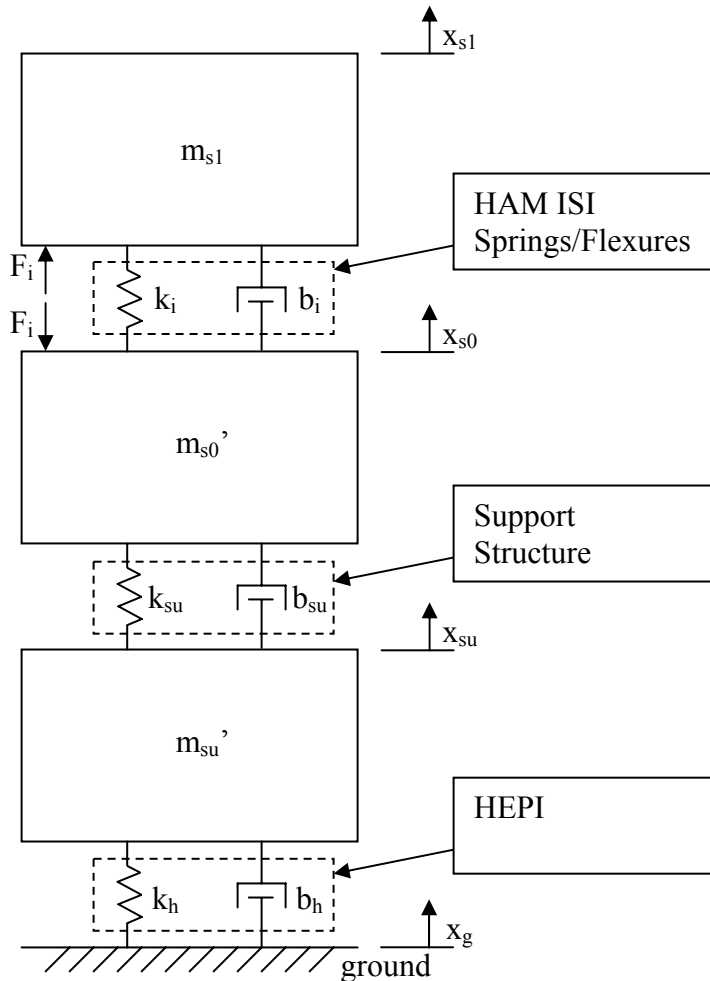 x_s1
m_s1
HAM ISI
Springs/Flexures
F_i
k_i
b_i
F_i
x_s0
m_s0’
Support
Structure
k_su
b_su
x_su
m_su’
HEPI
k_h
b_h
x_g
ground